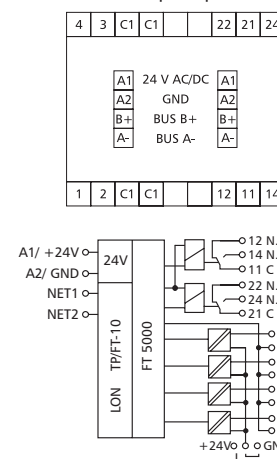 4 3 C1 C1 22 21 24
A1 24 V AC/DC A1
A2 GND A2
B+ BUS B+ B+
A- BUS A- A-
1 2 C1 C1 12 11 14
A1/ +24V
A2/ GND
NET1
NET2
24V
LON TP/FT-10
FT 5000
12 N.
14 N.
11 C
22 N.
24 N.
21 C
+24V GN